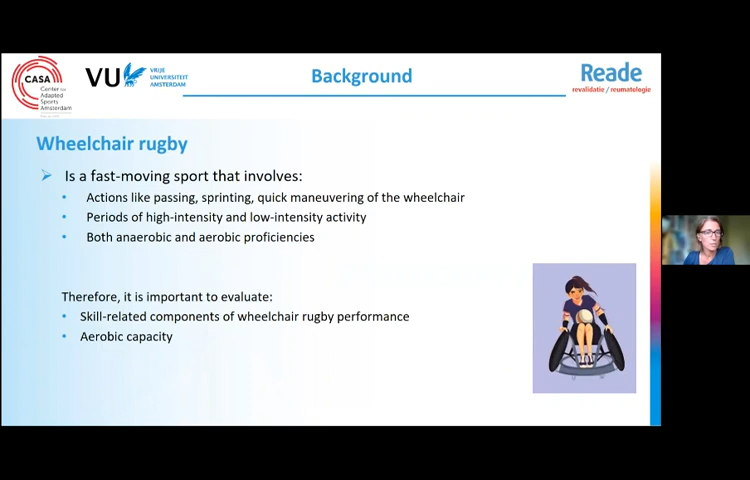 CASA
Center for
Adapted
Sports
Amsterdam
VU
VRIJE
UNIVERSITEIT
AMSTERDAM
Background
Reade
revalidatie / reumatologie
Wheelchair rugby
Is a fast-moving sport that involves:
Actions like passing, sprinting, quick maneuvering of the wheelchair
Periods of high-intensity and low-intensity activity
Both anaerobic and aerobic proficiencies
Therefore, it is important to evaluate:
Skill-related components of wheelchair rugby performance
Aerobic capacity